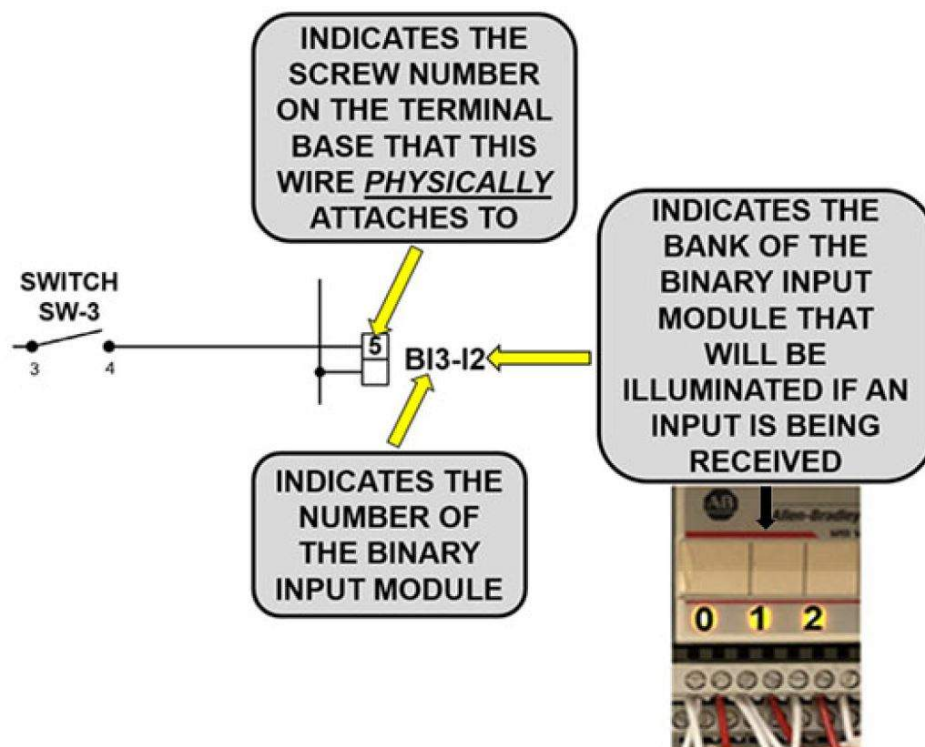 INDICATES THE
SCREW NUMBER
ON THE TERMINAL
BASE THAT THIS
WIRE PHYSICALLY
ATTACHES TO
INDICATES THE
BANK OF THE
BINARY INPUT
MODULE THAT
WILL BE
ILLUMINATED IF AN
INPUT IS BEING
RECEIVED
SWITCH
SW-3
3
4
5
BI3-I2
INDICATES THE
NUMBER OF
THE BINARY
INPUT MODULE
AB
Allen-Bradley
0 1 2